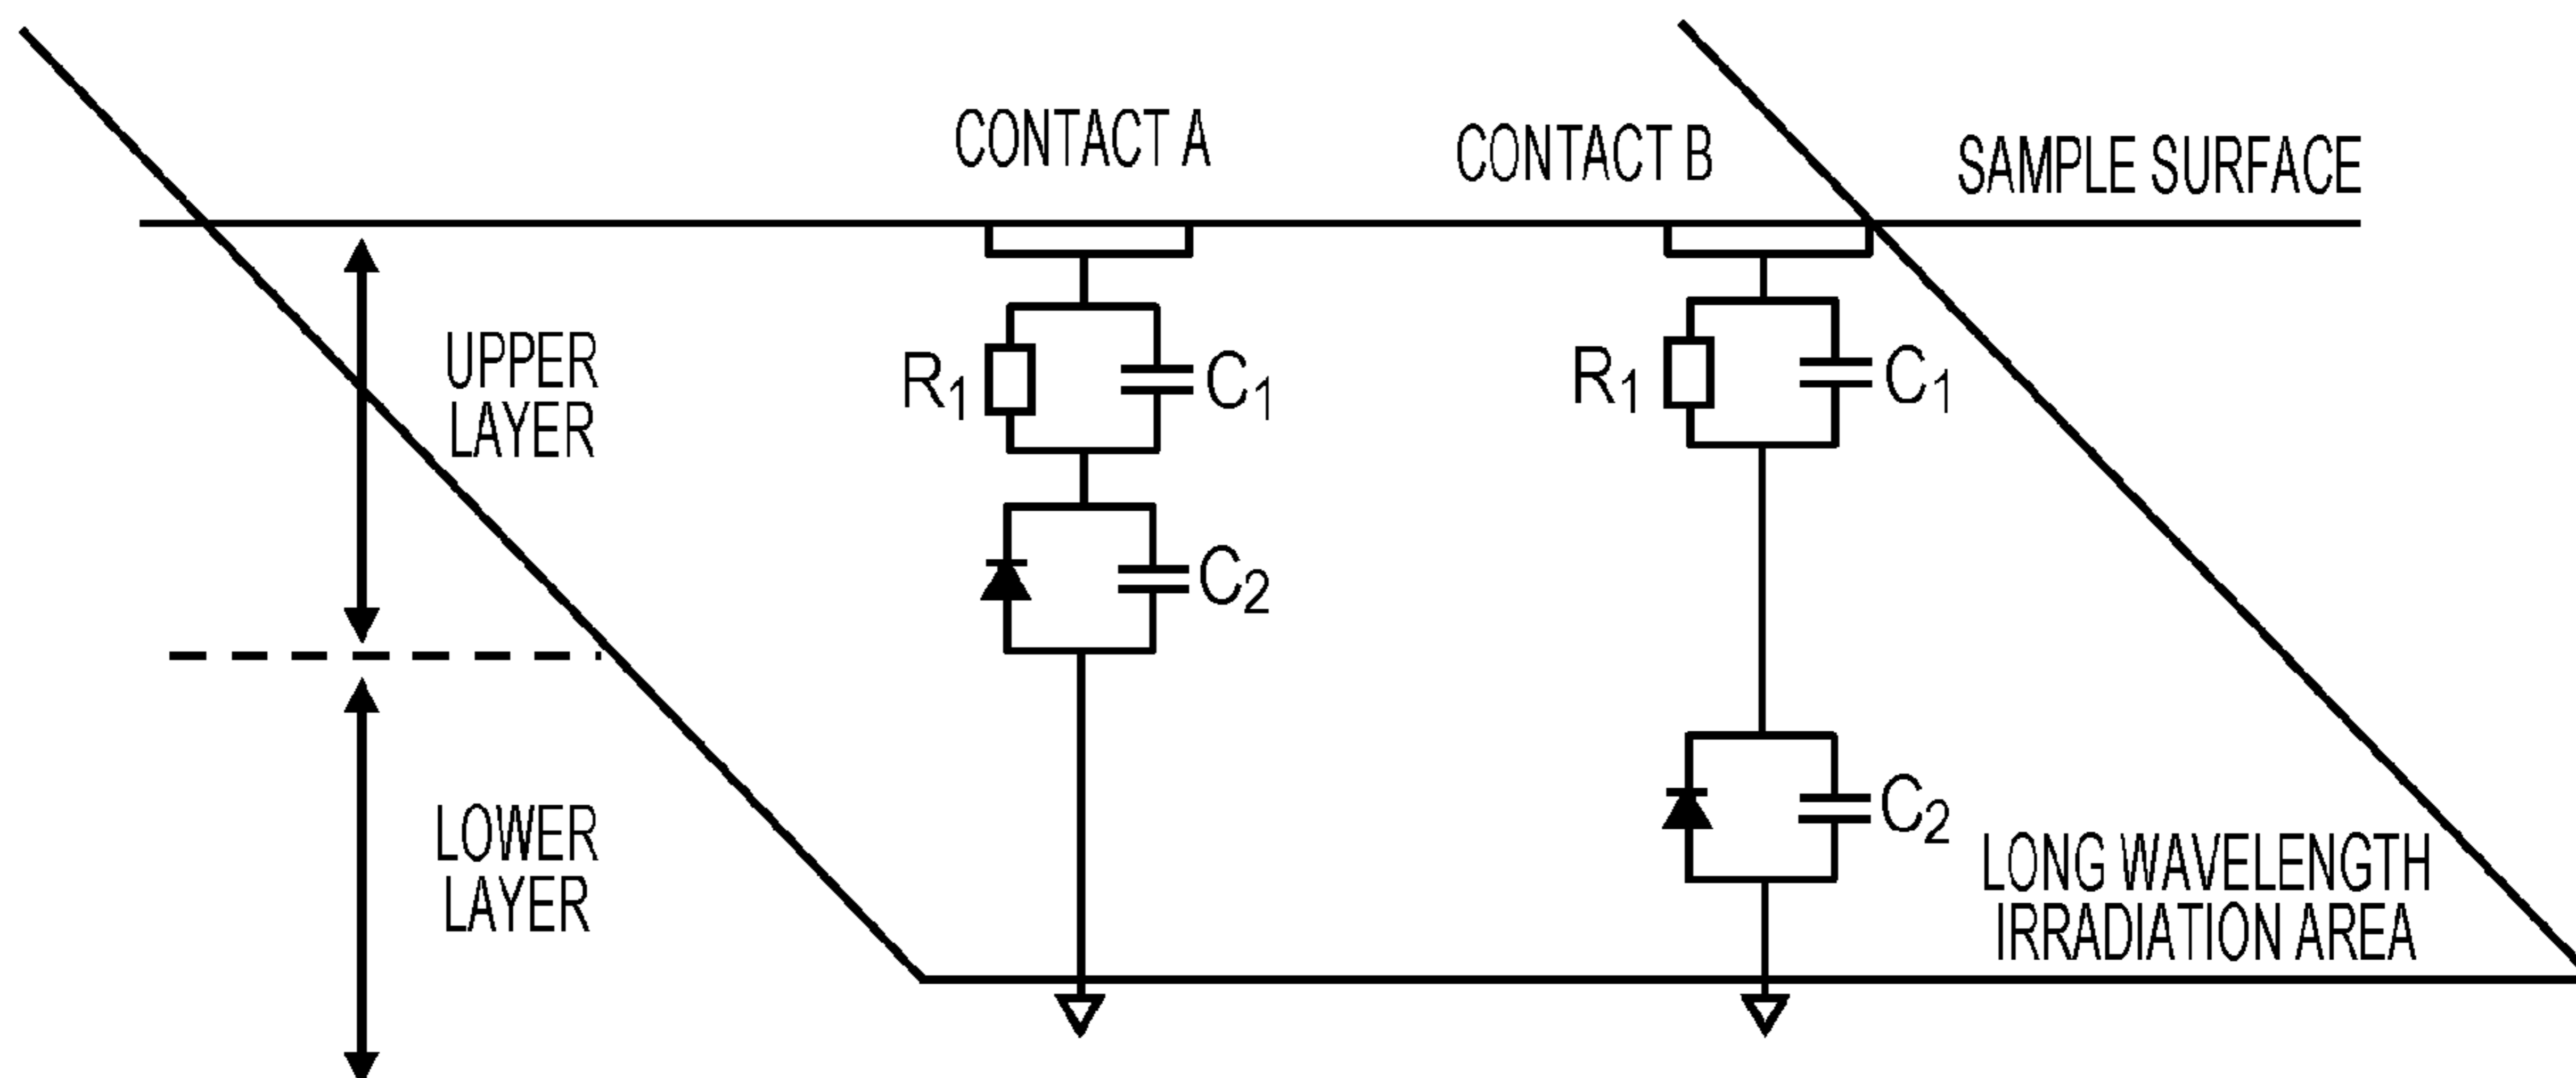 CONTACT A
CONTACT B
SAMPLE SURFACE
UPPER
LAYER
R1
C1
R1
C1
C2
LOWER
LAYER
C2
LONG WAVELENGTH
IRRADIATION AREA